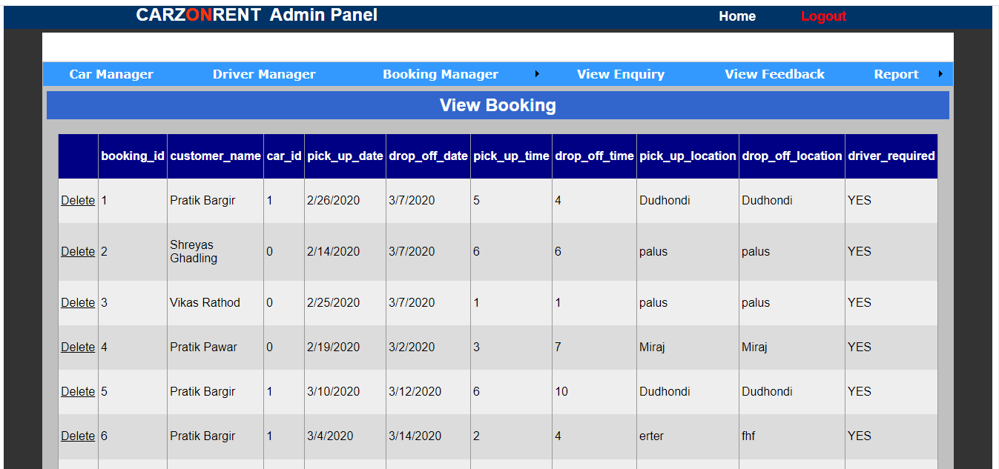 CARZONRENT Admin Panel Home Logout
Car Manager Driver Manager Booking Manager View Enquiry View Feedback Report
View Booking
booking_id customer_name car_id pick_up_date drop_off_date pick_up_time drop_off_time pick_up_location drop_off_location driver_required
Delete 1 Pratik Bargir 1 2/26/2020 3/7/2020 5 4 Dudhondi Dudhondi YES
Delete 2 Shreyas Ghadling 0 2/14/2020 3/7/2020 6 6 palus palus YES
Delete 3 Vikas Rathod 0 2/25/2020 3/7/2020 1 1 palus palus YES
Delete 4 Pratik Pawar 0 2/19/2020 3/2/2020 3 7 Miraj Miraj YES
Delete 5 Pratik Bargir 1 3/10/2020 3/12/2020 6 10 Dudhondi Dudhondi YES
Delete 6 Pratik Bargir 1 3/4/2020 3/14/2020 2 4 erter fhf YES